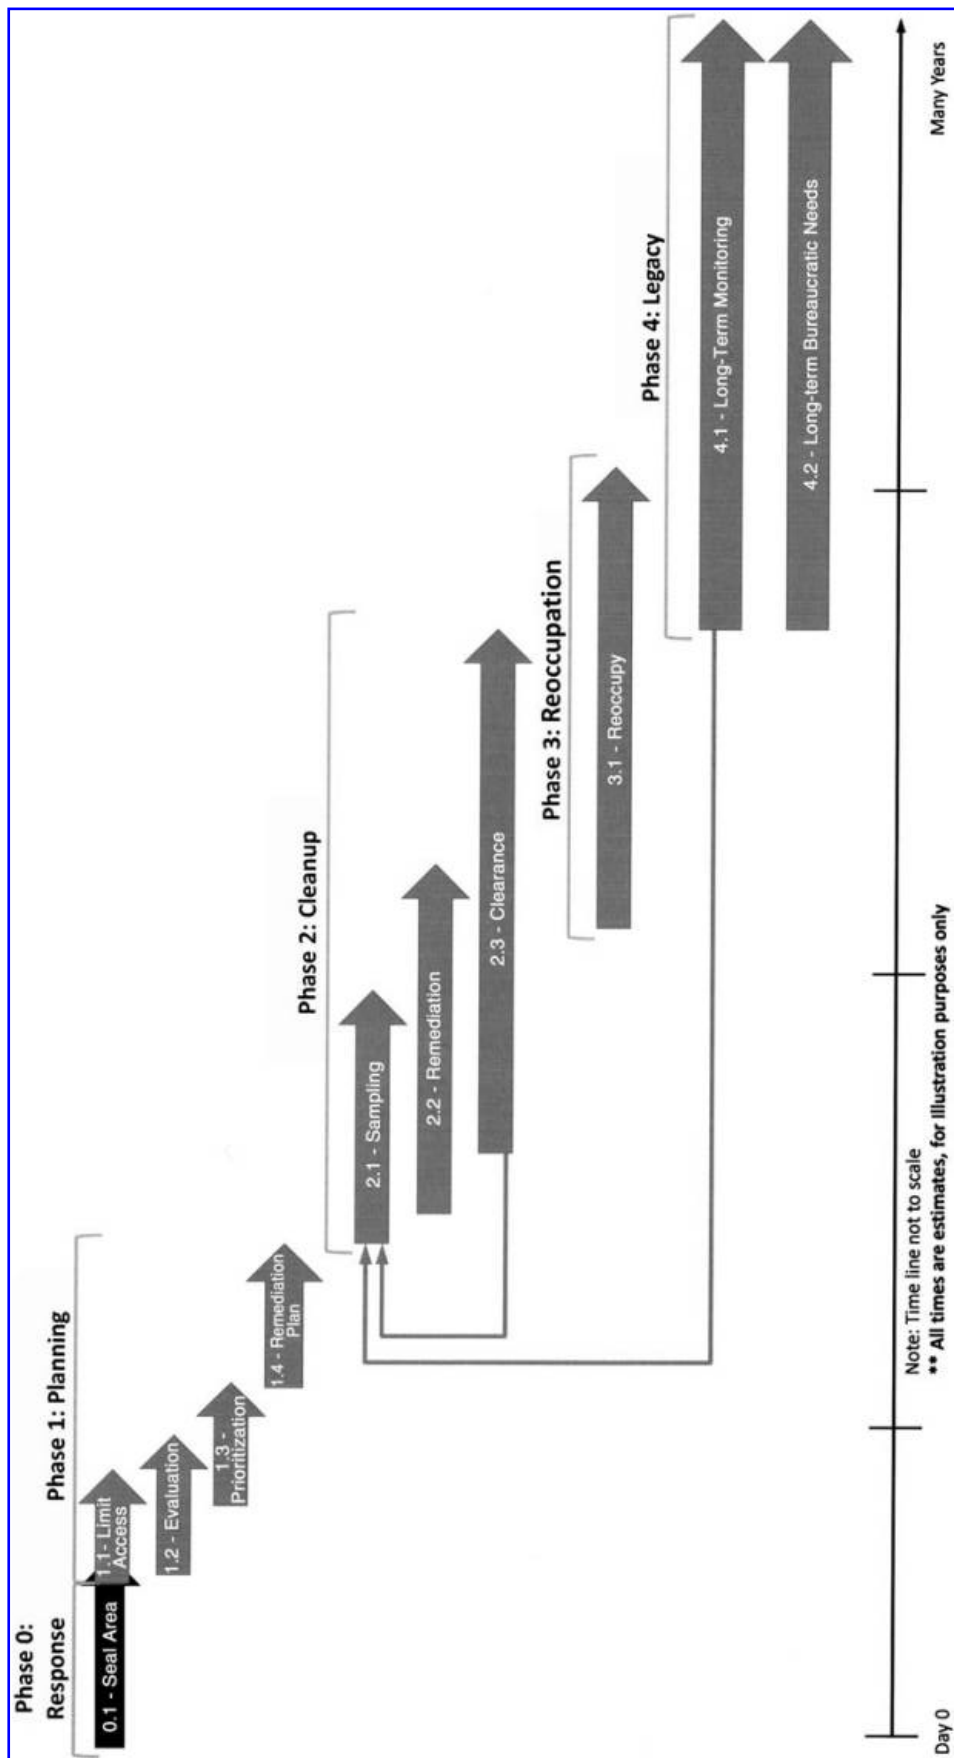 Phase 0:
Response
0.1 - Seal Area
Phase 1: Planning
1.1- Limit
Access
1.2 - Evaluation
1.3 -
Prioritization
1.4 - Remediation
Plan
Phase 2: Cleanup
2.1 - Sampling
2.2 - Remediation
2.3 - Clearance
Phase 3: Reoccupation
3.1 - Reoccupy
Phase 4: Legacy
4.1 - Long-Term Monitoring
4.2 - Long-term Bureaucratic Needs
Day 0
Many Years
Note: Time line not to scale
** All times are estimates, for illustration purposes only